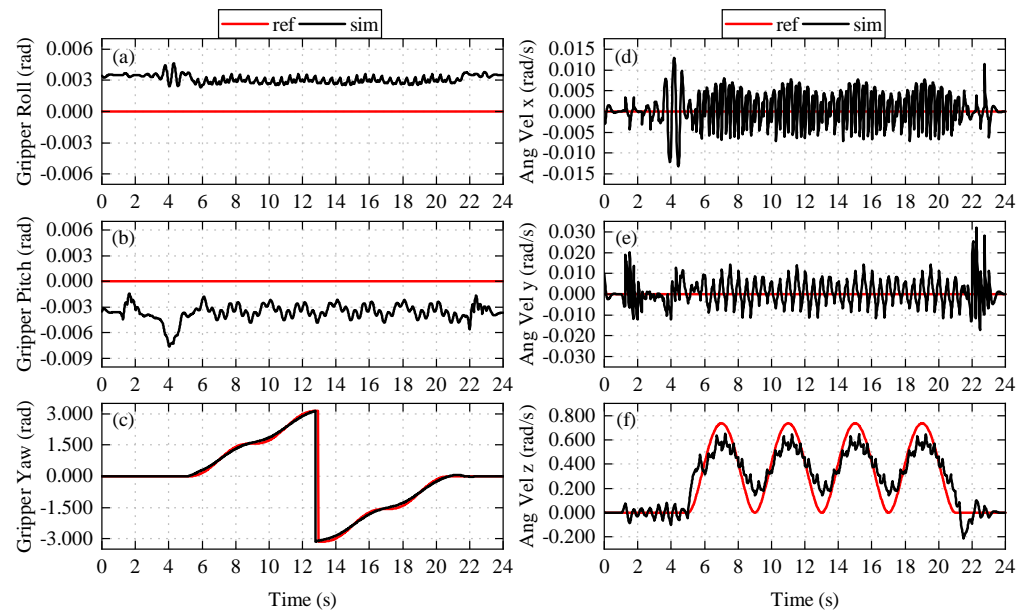 ref sim
(a)
Gripper Roll (rad)
0.006
0.003
0.000
-0.003
-0.006
0 2 4 6 8 10 12 14 16 18 20 22 24
(b)
Gripper Pitch (rad)
0.006
0.003
0.000
-0.003
-0.006
-0.009
0 2 4 6 8 10 12 14 16 18 20 22 24
(c)
Gripper Yaw (rad)
3.000
1.500
0.000
-1.500
-3.000
0 2 4 6 8 10 12 14 16 18 20 22 24
Time (s)
ref sim
(d)
Ang Vel x (rad/s)
0.015
0.010
0.005
0.000
-0.005
-0.010
-0.015
0 2 4 6 8 10 12 14 16 18 20 22 24
(e)
Ang Vel y (rad/s)
0.030
0.020
0.010
0.000
-0.010
-0.020
-0.030
0 2 4 6 8 10 12 14 16 18 20 22 24
(f)
Ang Vel z (rad/s)
0.800
0.600
0.400
0.200
0.000
-0.200
0 2 4 6 8 10 12 14 16 18 20 22 24
Time (s)